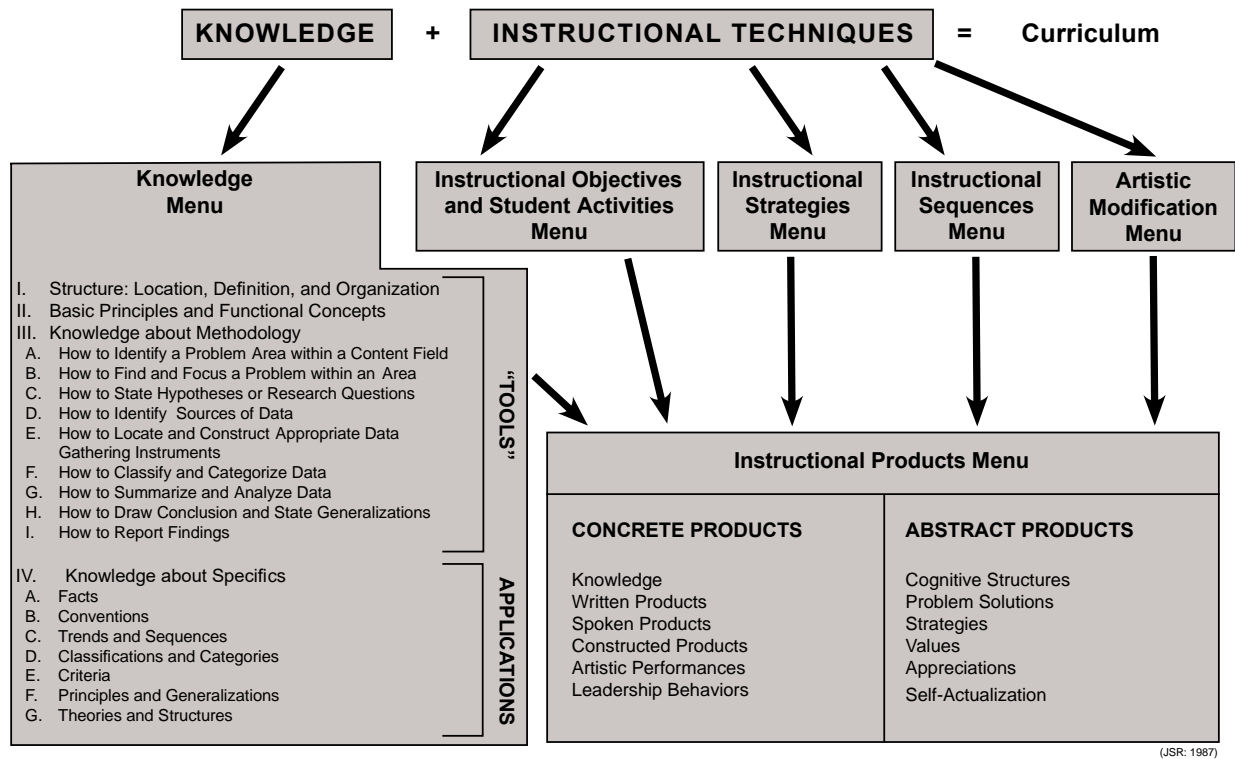 KNOWLEDGE + INSTRUCTIONAL TECHNIQUES = Curriculum
Knowledge
Menu
Instructional Objectives
and Student Activities
Menu
Instructional
Strategies
Menu
Instructional
Sequences
Menu
Artistic
Modification
Menu
I. Structure: Location, Definition, and Organization
II. Basic Principles and Functional Concepts
III. Knowledge about Methodology
A. How to Identify a Problem Area within a Content Field
B. How to Find and Focus a Problem within an Area
C. How to State Hypotheses or Research Questions
D. How to Identify Sources of Data
E. How to Locate and Construct Appropriate Data
Gathering Instruments
F. How to Classify and Categorize Data
G. How to Summarize and Analyze Data
H. How to Draw Conclusion and State Generalizations
I. How to Report Findings
"TOOLS"
IV. Knowledge about Specifics
A. Facts
B. Conventions
C. Trends and Sequences
D. Classifications and Categories
E. Criteria
F. Principles and Generalizations
G. Theories and Structures
APPLICATIONS
Instructional Products Menu
CONCRETE PRODUCTS
Knowledge
Written Products
Spoken Products
Constructed Products
Artistic Performances
Leadership Behaviors
ABSTRACT PRODUCTS
Cognitive Structures
Problem Solutions
Strategies
Values
Appreciations
Self-Actualization
(JSR: 1987)